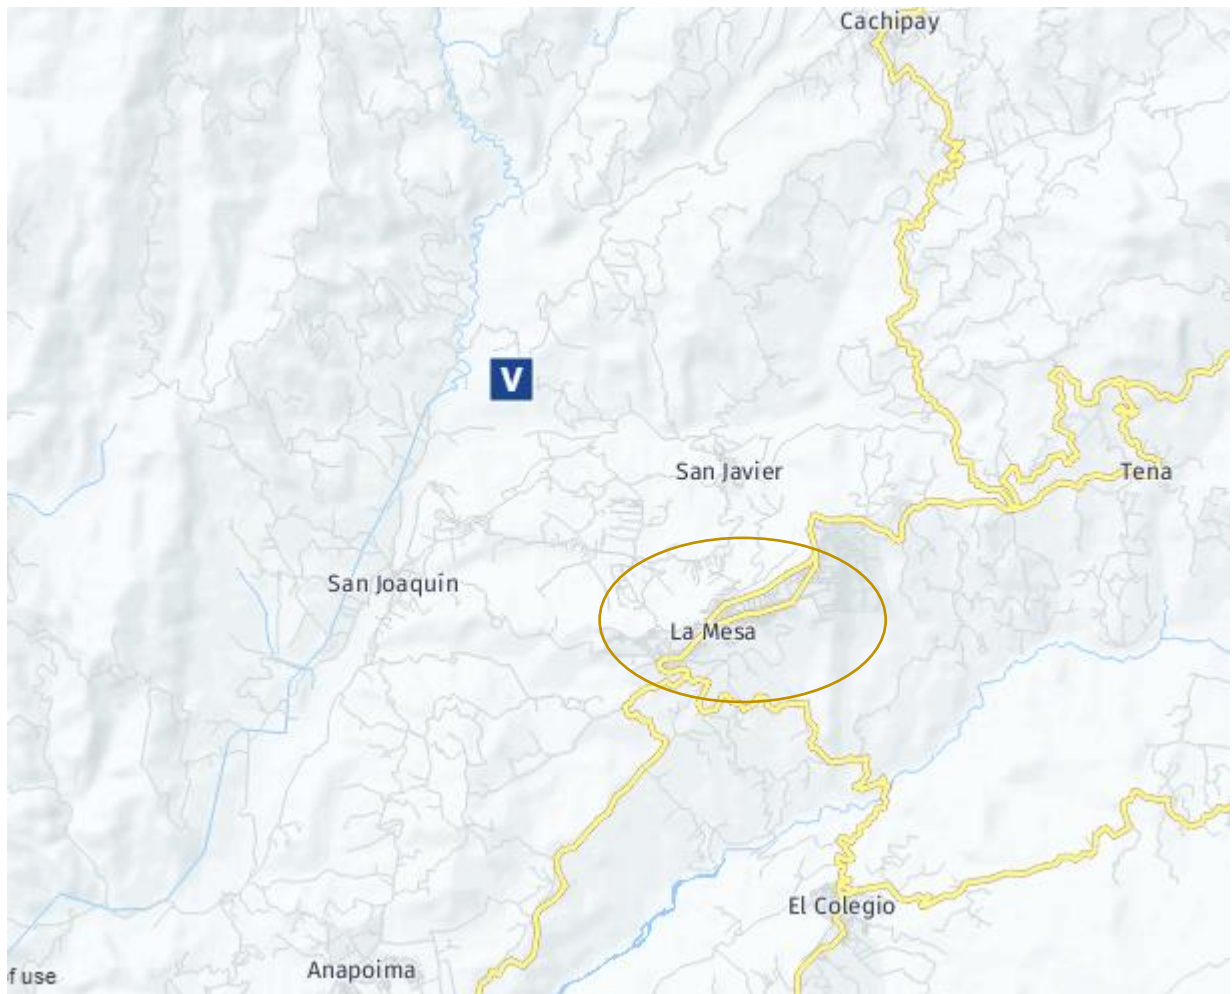 Cachipay
V
San Javier
Tena
San Joaquín
La Mesa
El Colegio
Anapoima
f use